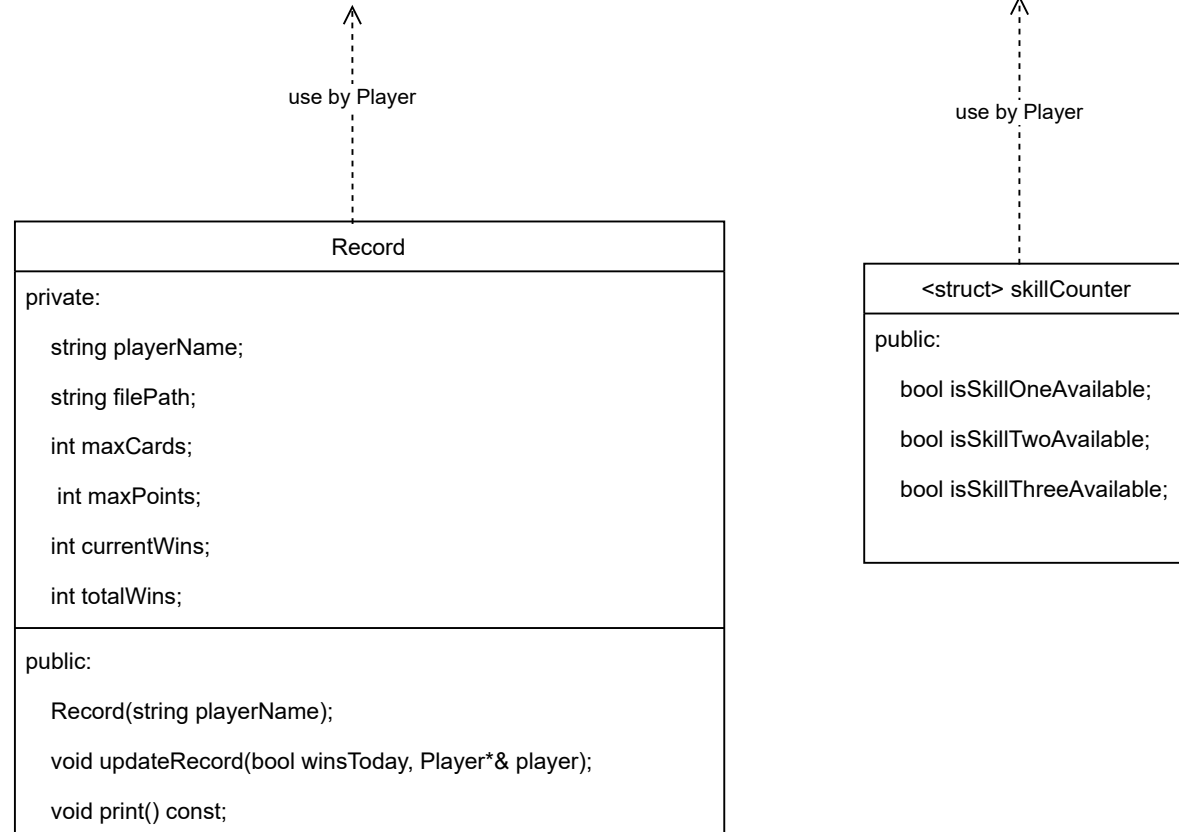 use by Player
use by Player
Record
private:
string playerName;
string filePath;
int maxCards;
int maxPoints;
int currentWins;
int totalWins;
public:
Record(string playerName);
void updateRecord(bool winsToday, Player*& player);
void print() const;
<struct> skillCounter
public:
bool isSkillOneAvailable;
bool isSkillTwoAvailable;
bool isSkillThreeAvailable;